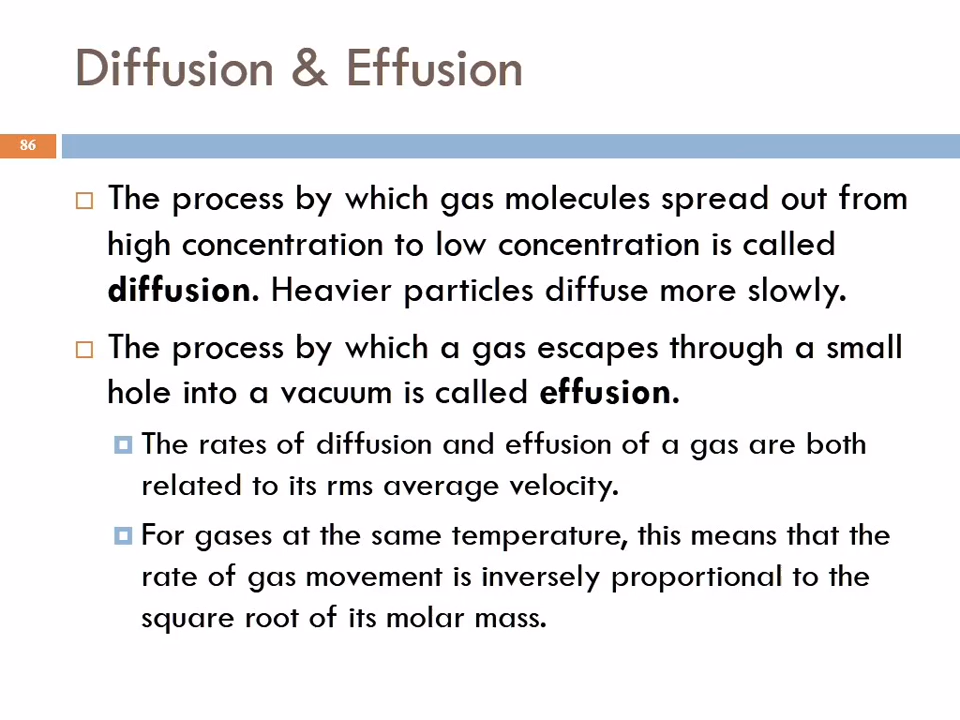 Diffusion & Effusion
86
The process by which gas molecules spread out from
high concentration to low concentration is called
diffusion. Heavier particles diffuse more slowly.
The process by which a gas escapes through a small
hole into a vacuum is called effusion.
The rates of diffusion and effusion of a gas are both
related to its rms average velocity.
For gases at the same temperature, this means that the
rate of gas movement is inversely proportional to the
square root of its molar mass.